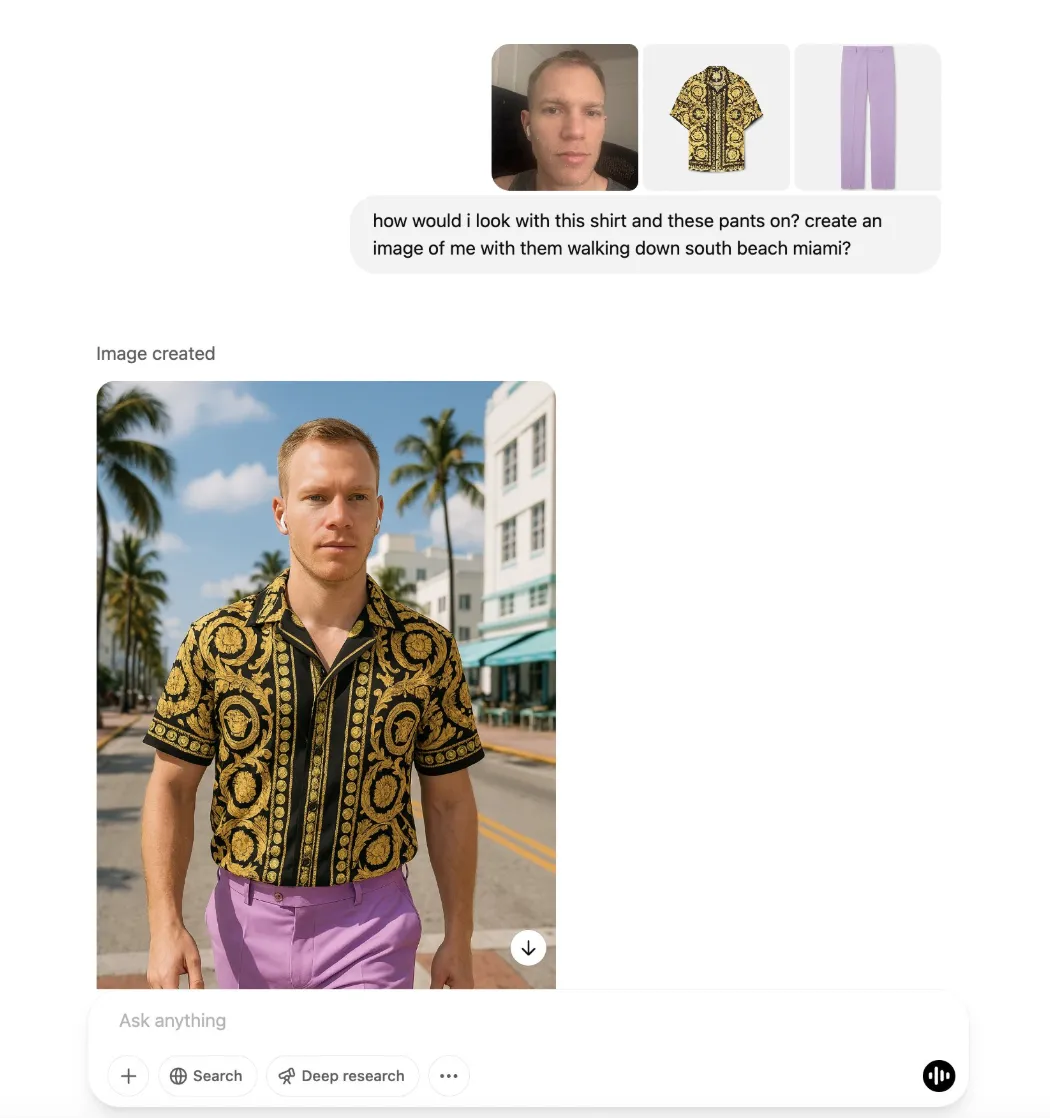 how would i look with this shirt and these pants on? create an
image of me with them walking down south beach miami?
Image created
Ask anything
Search
Deep research